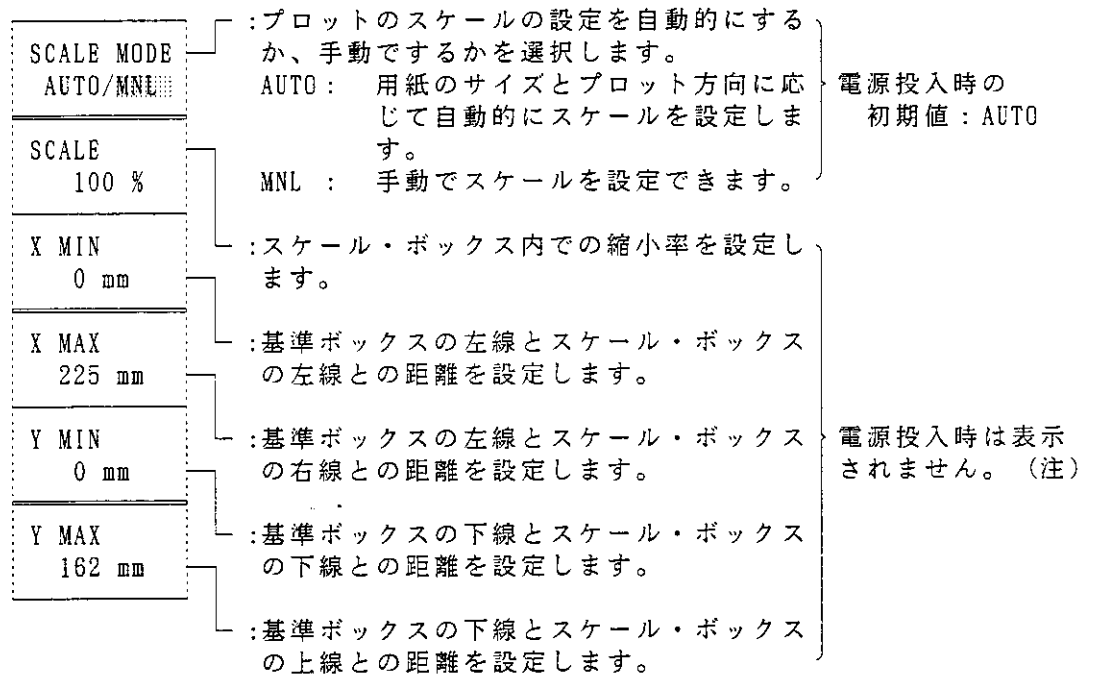 SCALE MODE
AUTO/MNL
SCALE
100 %
X MIN
0 mm
X MAX
225 mm
Y MIN
0 mm
Y MAX
162 mm
:プロットのスケールの設定を自動的にする
か、手動でするかを選択します。
AUTO: 用紙のサイズとプロット方向に応
じて自動的にスケールを設定しま
す。
MNL : 手動でスケールを設定できます。
電源投入時の
初期値:AUTO
:スケール・ボックス内での縮小率を設定し
ます。
:基準ボックスの左線とスケール・ボックス
の左線との距離を設定します。
:基準ボックスの左線とスケール・ボックス
の右線との距離を設定します。
:基準ボックスの下線とスケール・ボックス
の下線との距離を設定します。
:基準ボックスの下線とスケール・ボックス
の上線との距離を設定します。
電源投入時は表示
されません。(注)